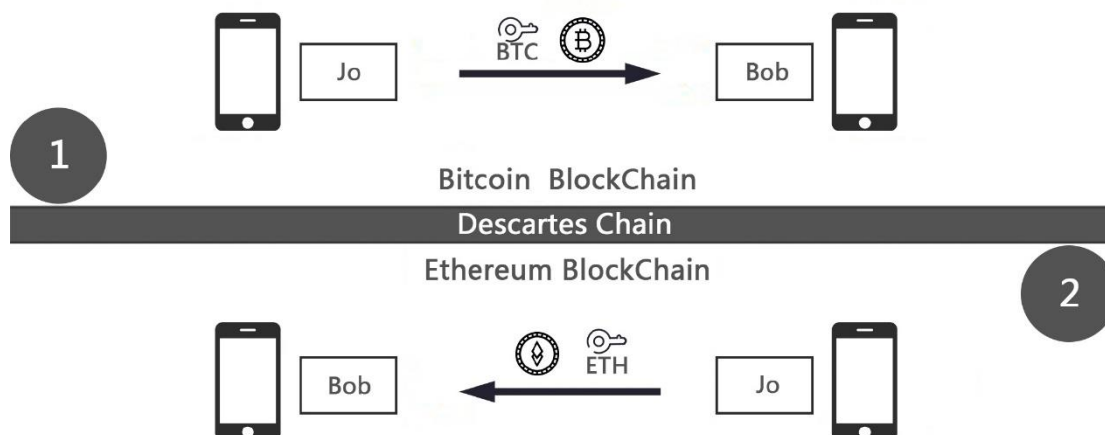 Jo
BTC
Bob
1
Bitcoin BlockChain
Descartes Chain
Ethereum BlockChain
2
Bob
ETH
Jo